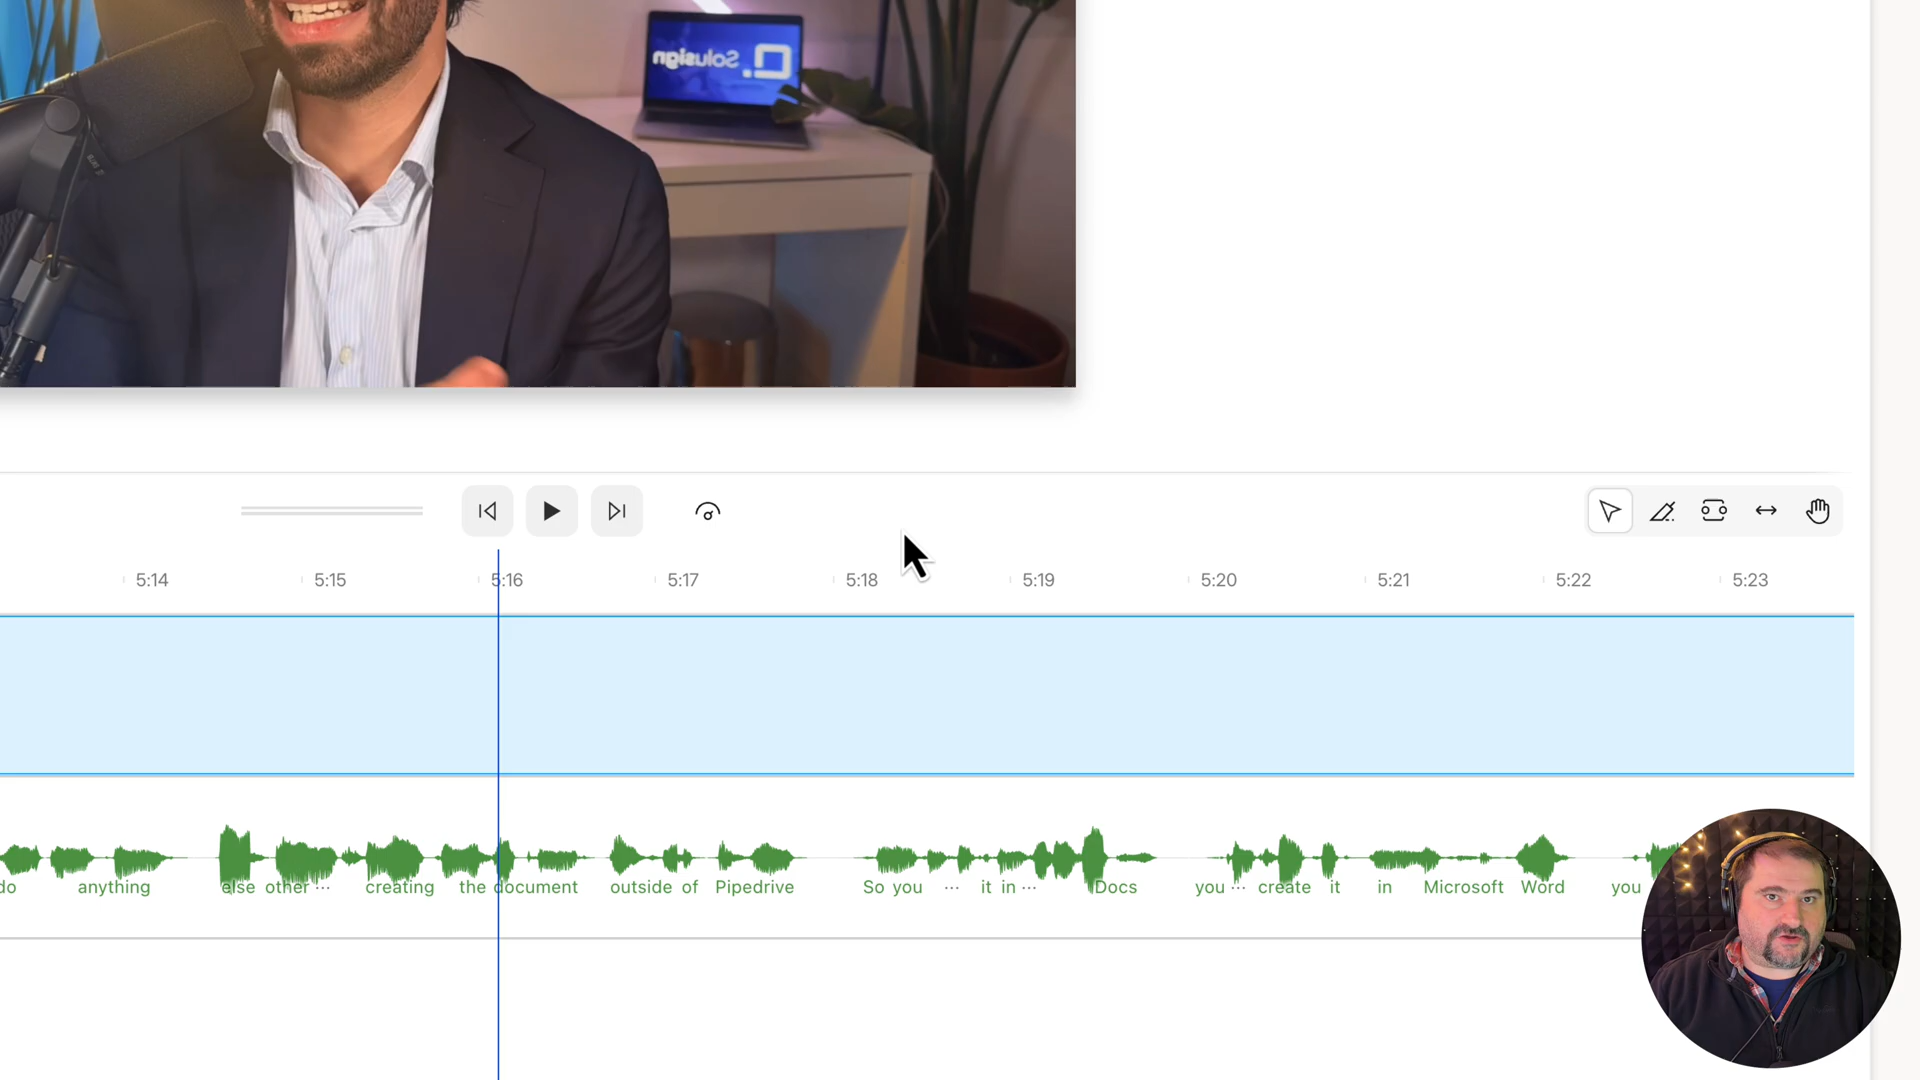 Solusign
5:14 5:15 5:16 5:17 5:18 5:19 5:20 5:21 5:22 5:23
do anything else other ... creating the document outside of Pipedrive So you ... it in ... Docs you ... create it in Microsoft Word you